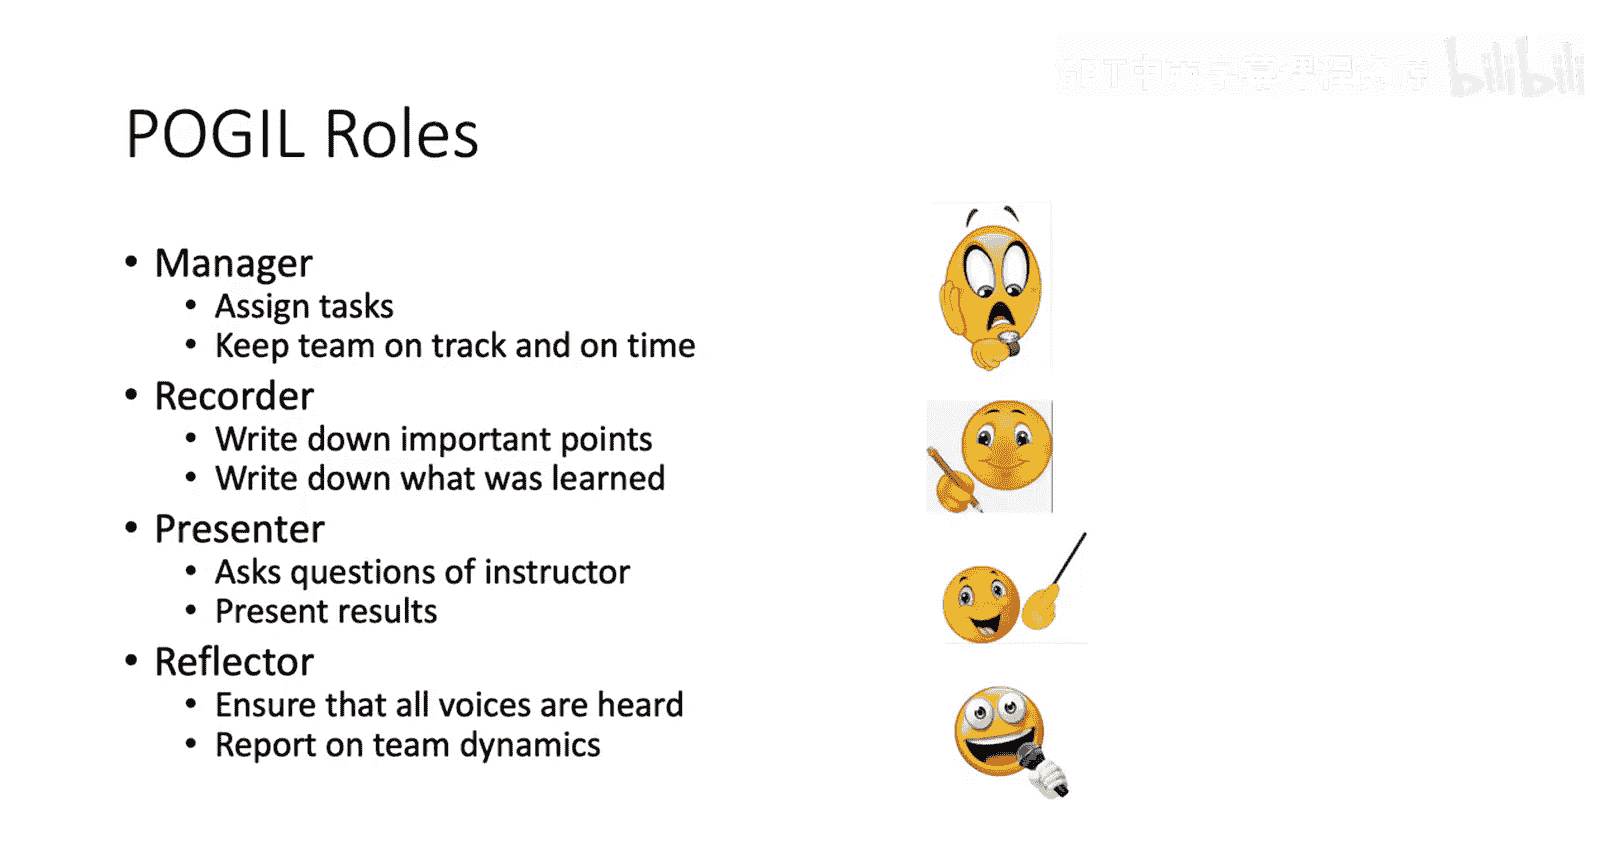 bilibili
POGIL Roles
• Manager
• Assign tasks
• Keep team on track and on time
• Recorder
• Write down important points
• Write down what was learned
• Presenter
• Asks questions of instructor
• Present results
• Reflector
• Ensure that all voices are heard
• Report on team dynamics